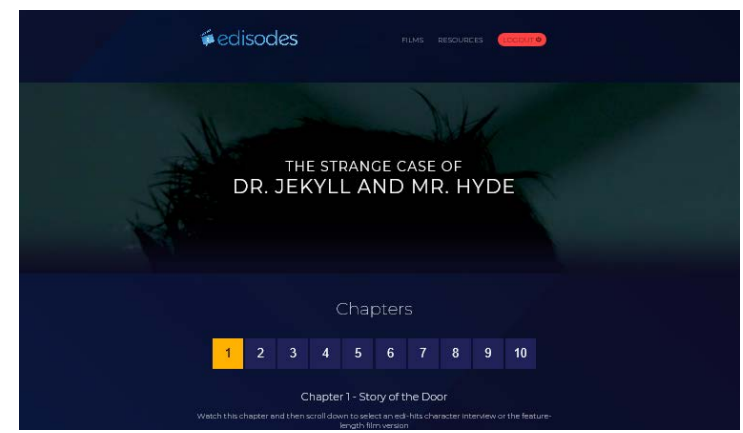 edisodes
FILMS RESOURCES LOGOUT
THE STRANGE CASE OF
DR. JEKYLL AND MR. HYDE
Chapters
1 2 3 4 5 6 7 8 9 10
Chapter 1 - Story of the Door
Watch this chapter and then scroll down to select an edi-hits character interview or the feature-
length film version